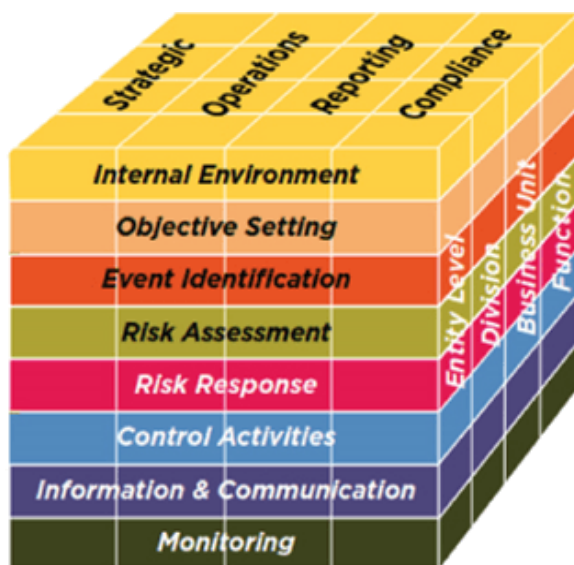 Strategic
Operations
Reporting
Compliance
Internal Environment
Objective Setting
Event Identification
Risk Assessment
Risk Response
Control Activities
Information & Communication
Monitoring
Entity Level
Division
Business Unit
Function